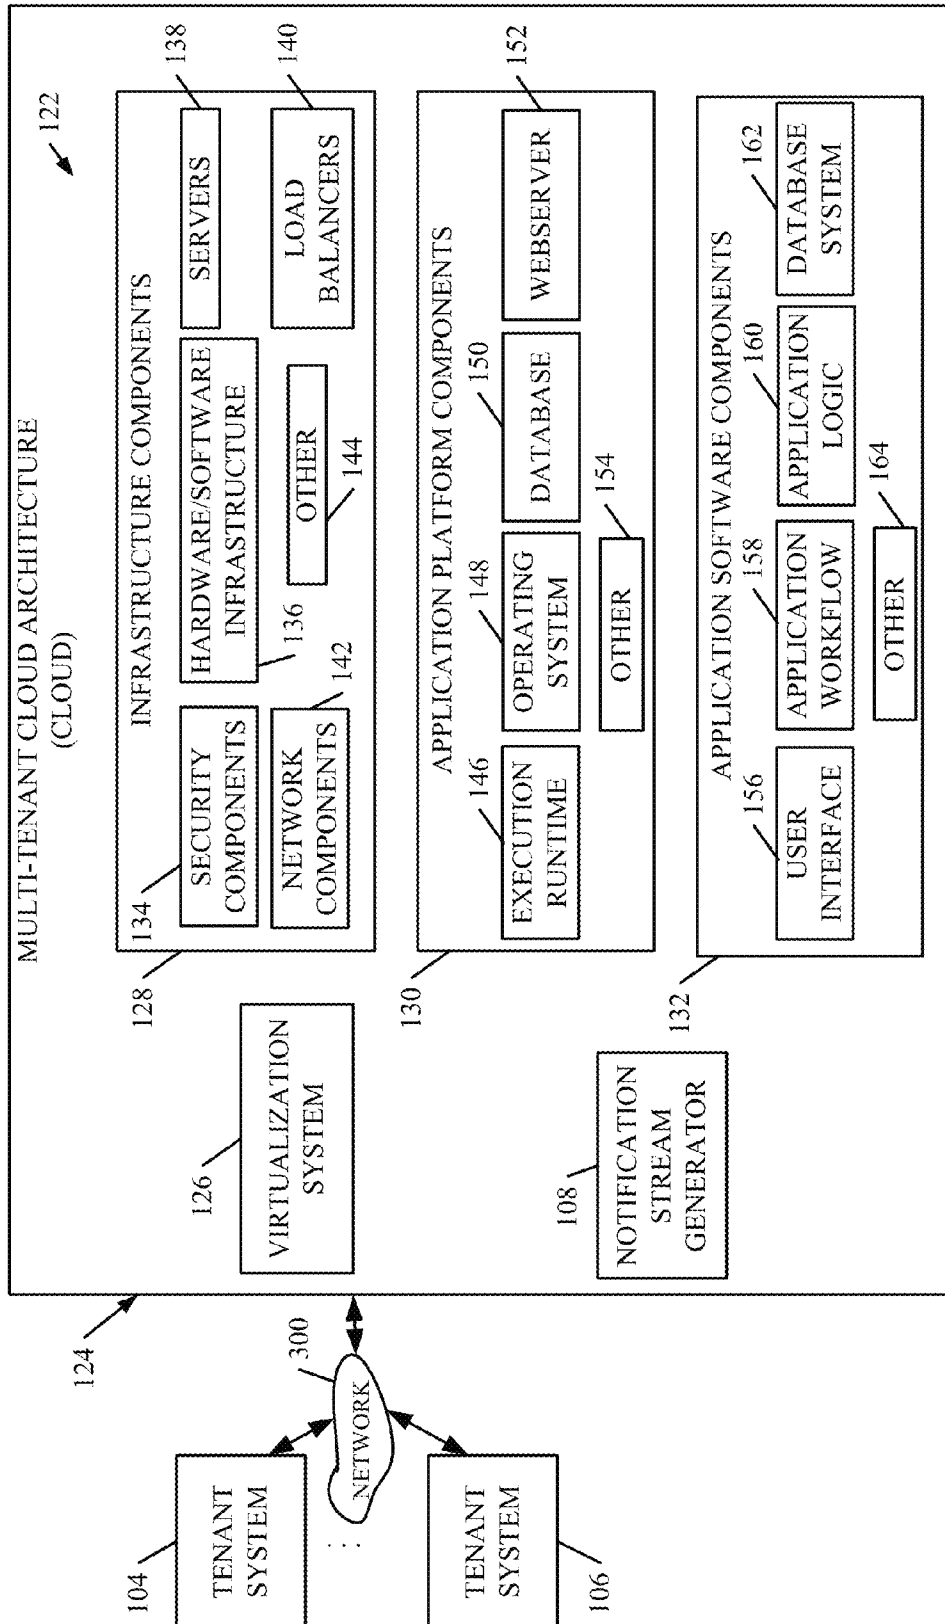 MULTI-TENANT CLOUD ARCHITECTURE
(CLOUD)
122
124
104
TENANT
SYSTEM
300
NETWORK
...
TENANT
SYSTEM
106
126
VIRTUALIZATION
SYSTEM
108
NOTIFICATION
STREAM
GENERATOR
128
INFRASTRUCTURE COMPONENTS
134
SECURITY
COMPONENTS
HARDWARE/SOFTWARE
INFRASTRUCTURE
136
SERVERS
138
NETWORK
COMPONENTS
142
OTHER
144
LOAD
BALANCERS
140
130
APPLICATION PLATFORM COMPONENTS
146
EXECUTION
RUNTIME
148
OPERATING
SYSTEM
150
DATABASE
WEBSERVER
152
OTHER
154
132
APPLICATION SOFTWARE COMPONENTS
156
USER
INTERFACE
158
APPLICATION
WORKFLOW
160
APPLICATION
LOGIC
162
DATABASE
SYSTEM
OTHER
164